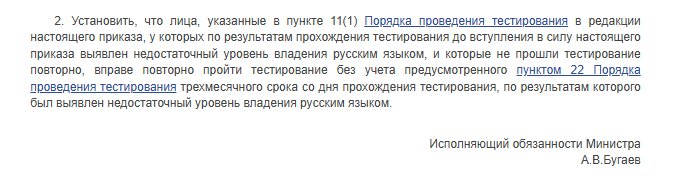 2. Установить, что лица, указанные в пункте 11(1) Порядка проведения тестирования в редакции
настоящего приказа, у которых по результатам прохождения тестирования до вступления в силу настоящего
приказа выявлен недостаточный уровень владения русским языком, и которые не прошли тестирование
повторно, вправе повторно пройти тестирование без учета предусмотренного пунктом 22 Порядка
проведения тестирования трехмесячного срока со дня прохождения тестирования, по результатам которого
был выявлен недостаточный уровень владения русским языком.
Исполняющий обязанности Министра
А.В.Бугаев